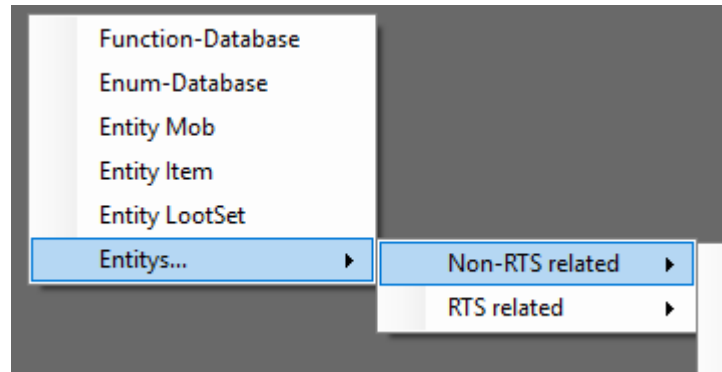 Function-Database
Enum-Database
Entity Mob
Entity Item
Entity LootSet
Entitys...
Non-RTS related
RTS related